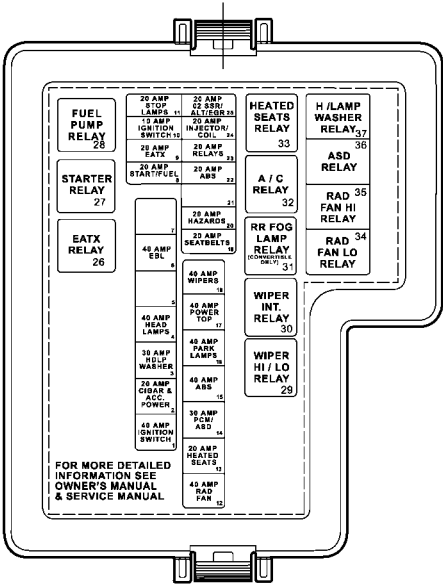 FUEL
PUMP
RELAY
28
STARTER
RELAY
27
EATX
RELAY
26
20 AMP
STOP
LAMPS 11
10 AMP
IGNITION
SWITCH 10
20 AMP
EATX
9
20 AMP
START/FUEL
8
7
40 AMP
EBL
6
5
40 AMP
HEAD
LAMPS
4
30 AMP
HDLP
WASHER
3
20 AMP
CIBAR &
ACC.
POWER
2
40 AMP
IGNITION
SWITCH
1
20 AMP
02 SSR/
ALT/EGR 25
20 AMP
INJECTOR/
COIL 24
20 AMP
RELAYS
23
20 AMP
ABS
22
21
20 AMP
HAZARDS
20
20 AMP
SEATBELTS
19
40 AMP
WIPERS
18
40 AMP
POWER
TOP
17
40 AMP
PARK
LAMPS
16
40 AMP
ABS
15
30 AMP
PCM/
ASD
14
20 AMP
HEATED
SEATS
13
40 AMP
RAD
FAN
12
HEATED
SEATS
RELAY
33
A / C
RELAY
32
RR FOG
LAMP
RELAY
(CONVERTIBLE
ONLY)
31
WIPER
INT.
RELAY
30
WIPER
HI / LO
RELAY
29
H /LAMP
WASHER
RELAY 37
36
ASD
RELAY
35
RAD
FAN HI
RELAY
34
RAD
FAN LO
RELAY
FOR MORE DETAILED
INFORMATION SEE
OWNER'S MANUAL
& SERVICE MANUAL